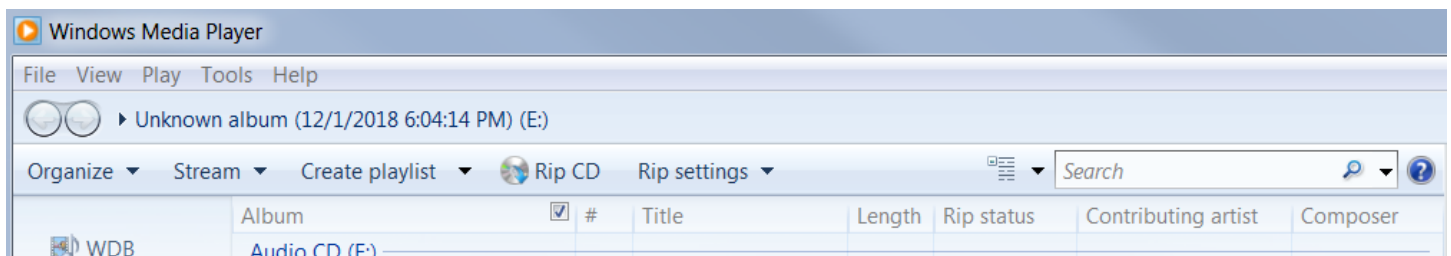 Windows Media Player
File View Play Tools Help
Unknown album (12/1/2018 6:04:14 PM) (E:)
Organize Stream Create playlist Rip CD Rip settings Search
Album # Title Length Rip status Contributing artist Composer
WDB Audio CD (E:)